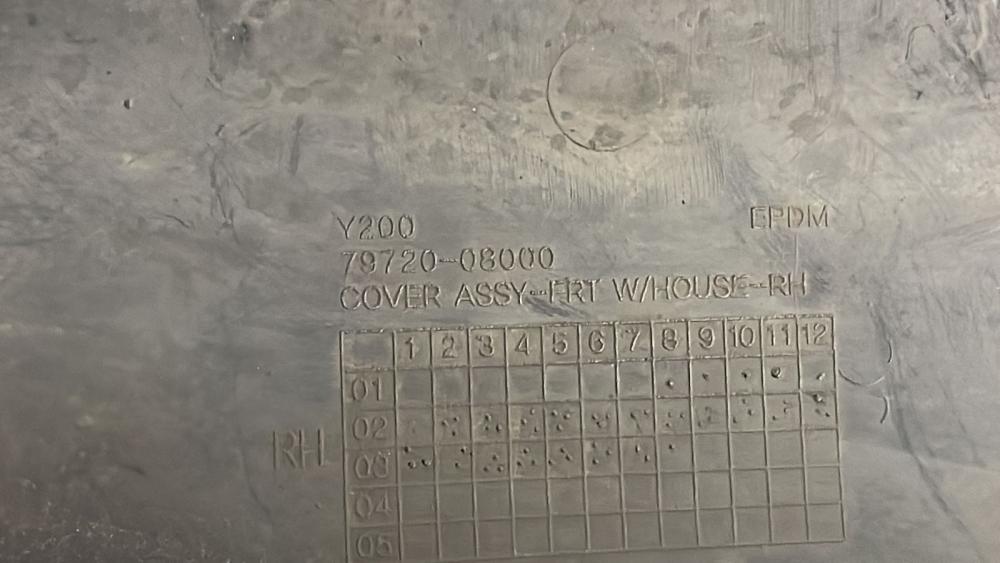 Y200 EPDM
79720-08000
COVER ASSY-FRT W/HOUSE-RH
1 2 3 4 5 6 7 8 9 10 11 12
01
02
RH 03
04
05